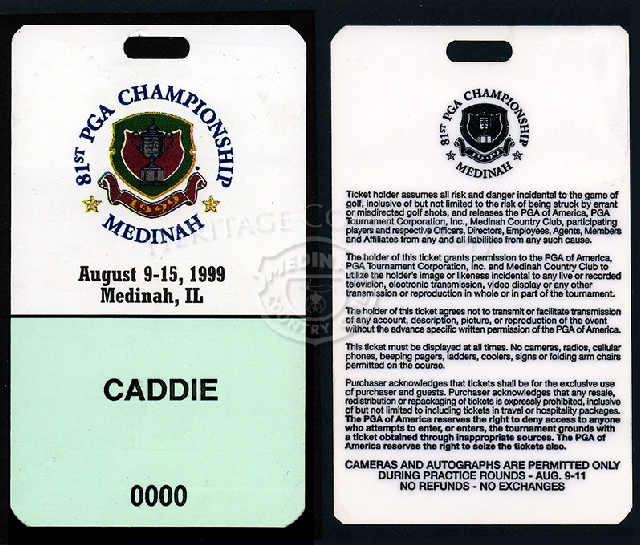 81ST PGA CHAMPIONSHIP
1999
MEDINAH
August 9-15, 1999
Medinah, IL
CADDIE
0000
81ST PGA CHAMPIONSHIP
MEDINAH
Ticket holder assumes all risk and danger incidental to the game of
golf, inclusive of but not limited to the risk of being struck by errant
or misdirected golf shots, and releases the PGA of America, PGA
Tournament Corporation, Inc., Medinah Country Club, participating
players and respective Officers, Directors, Employees, Agents, Members
and Affiliates from any and all liabilities from any such cause.
The holder of this ticket grants permission to the PGA of America,
PGA Tournament Corporation, Inc. and Medinah Country Club to
utilize the holder's image or likeness incidental to any live or recorded
television, electronic transmission, video display or any other
transmission or reproduction in whole or in part of the tournament.
The holder of this ticket agrees not to transmit or facilitate transmission
of any account, description, picture, or reproduction of the event
without the advance specific written permission of the PGA of America.
This ticket must be displayed at all times. No cameras, radios, cellular
phones, beeping pagers, ladders, coolers, signs or folding arm chairs
permitted on the course.
Purchaser acknowledges that tickets shall be for the exclusive use
of purchaser and guests. Purchaser acknowledges that any resale,
redistribution or repackaging of tickets is expressly prohibited, inclusive
of but not limited to including tickets in travel or hospitality packages.
The PGA of America reserves the right to deny access to anyone
who attempts to enter, or enters, the tournament grounds with
a ticket obtained through inappropriate sources. The PGA of
America reserves the right to seize the tickets also.
CAMERAS AND AUTOGRAPHS ARE PERMITTED ONLY
DURING PRACTICE ROUNDS - AUG. 9-11
NO REFUNDS - NO EXCHANGES
MEDINAH
COUNTRY